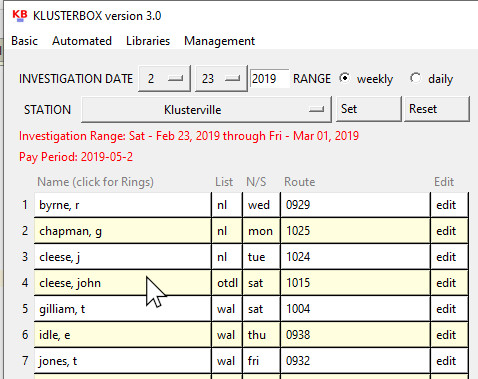 KB KLUSTERBOX version 3.0
Basic Automated Libraries Management
INVESTIGATION DATE 2 23 2019 RANGE weekly daily
STATION Klusterville Set Reset
Investigation Range: Sat - Feb 23, 2019 through Fri - Mar 01, 2019
Pay Period: 2019-05-2
Name (click for Rings) List N/S Route Edit
1 byrne, r nl wed 0929 edit
2 chapman, g nl mon 1025 edit
3 cleese, j nl tue 1024 edit
4 cleese, john otdl sat 1015 edit
5 gilliam, t wal sat 1004 edit
6 idle, e wal thu 0938 edit
7 jones, t wal fri 0932 edit